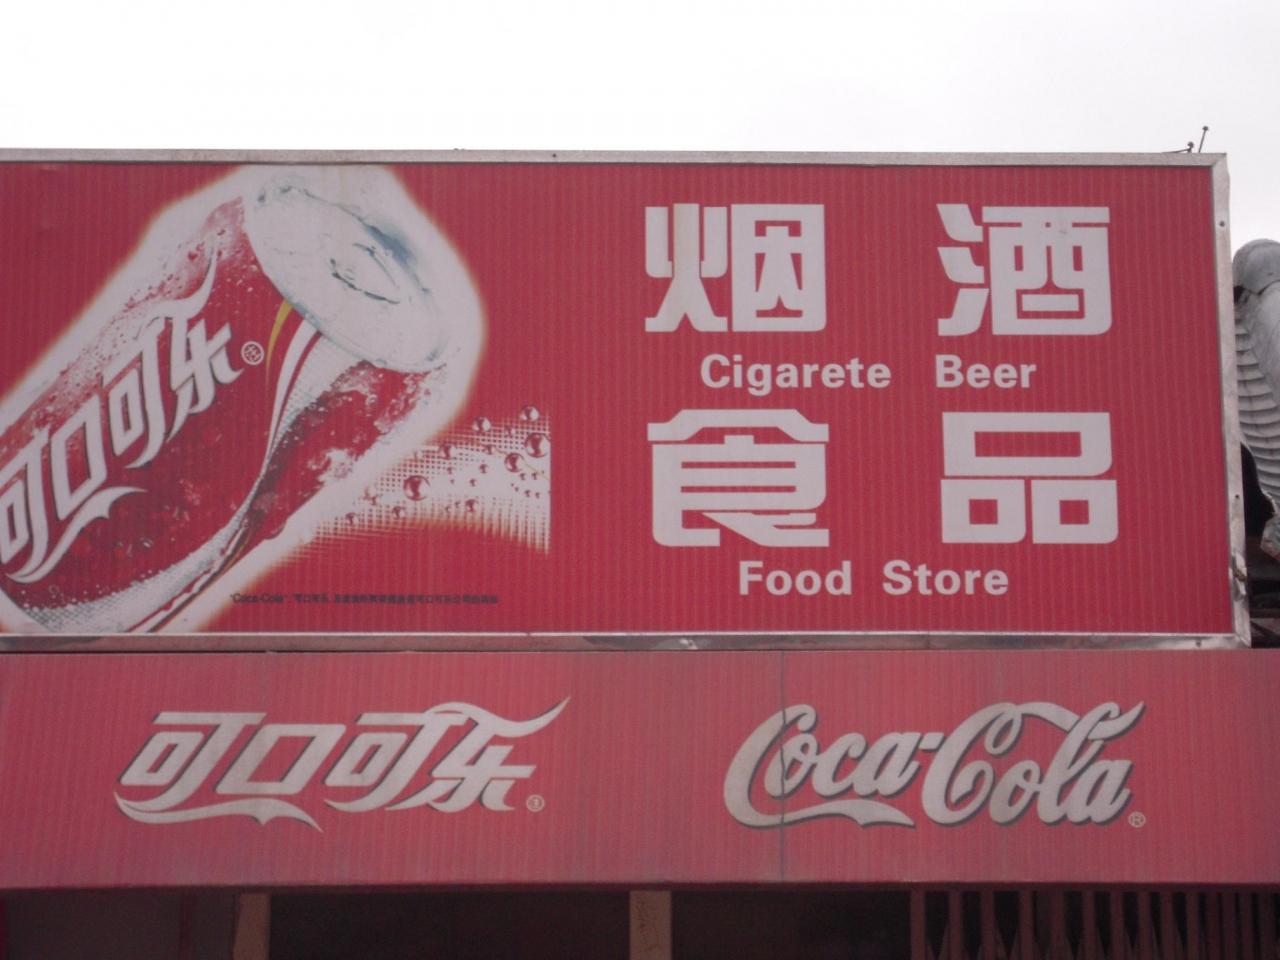 可口可乐
烟 酒
Cigarete Beer
食 品
Food Store
可口可乐
Coca-Cola